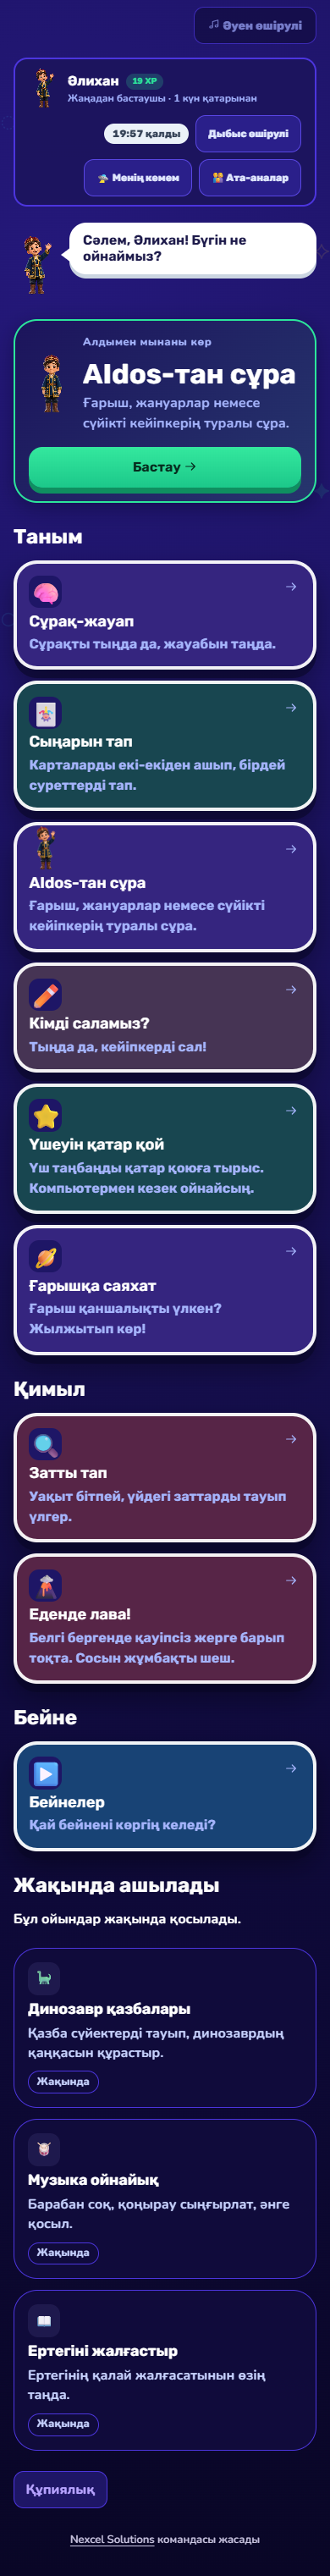 Әуен өшірулі
Әлихан 19 XP
Жаңадан бастаушы · 1 күн қатарынан
19:57 қалды
Дыбыс өшірулі
Менің кемем
Ата-аналар
Сәлем, Әлихан! Бүгін не
ойнаймыз?
Алдымен мынаны көр
Aldos-тан сұра
Ғарыш, жануарлар немесе
сүйікті кейіпкерің туралы сұра.
Бастау →
Таным
→
Сұрақ-жауап
Сұрақты тыңда да, жауабын таңда.
→
Сыңарын тап
Карталарды екі-екіден ашып, бірдей
суреттерді тап.
→
Aldos-тан сұра
Ғарыш, жануарлар немесе сүйікті
кейіпкерің туралы сұра.
→
Кімді саламыз?
Тыңда да, кейіпкерді сал!
→
Үшеуін қатар қой
Үш таңбаңды қатар қоюға тырыс.
Компьютермен кезек ойнайсың.
→
Ғарышқа саяхат
Ғарыш қаншалықты үлкен?
Жылжытып көр!
Қимыл
→
Затты тап
Уақыт бітпей, үйдегі заттарды тауып
үлгер.
→
Еденде лава!
Белгі бергенде қауіпсіз жерге барып
тоқта. Сосын жұмбақты шеш.
Бейне
→
Бейнелер
Қай бейнені көргің келеді?
Жақында ашылады
Бұл ойындар жақында қосылады.
Динозавр қазбалары
Қазба сүйектерді тауып, динозаврдың
қаңқасын құрастыр.
Жақында
Музыка ойнайық
Барабан соқ, қоңырау сыңғырлат, әнге
қосыл.
Жақында
Ертегіні жалғастыр
Ертегінің қалай жалғасатынын өзің
таңда.
Жақында
Құпиялық
Nexcel Solutions командасы жасады